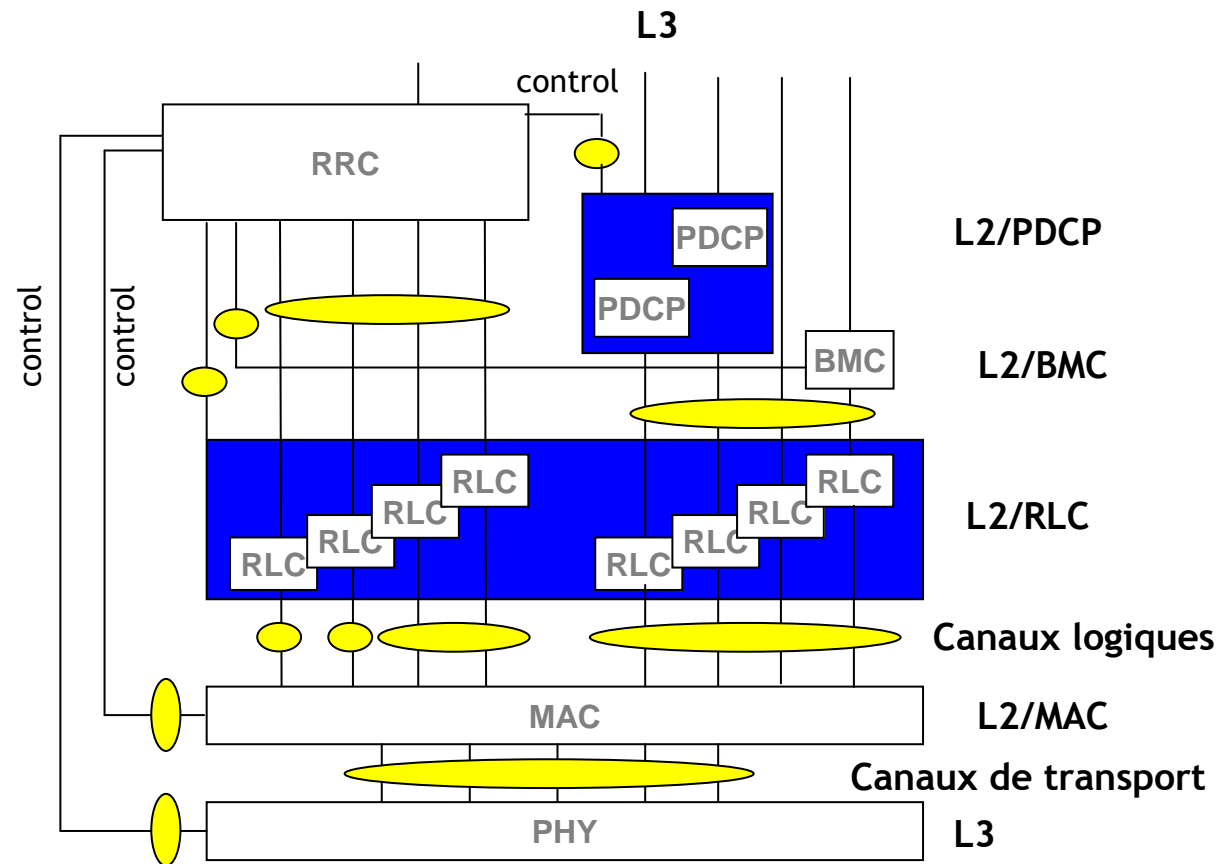 L3
control
RRC
PDCP
L2/PDCP
PDCP
control
control
BMC
L2/BMC
RLC
RLC
RLC
RLC
RLC
RLC
RLC
RLC
L2/RLC
Canaux logiques
MAC
L2/MAC
Canaux de transport
PHY
L3